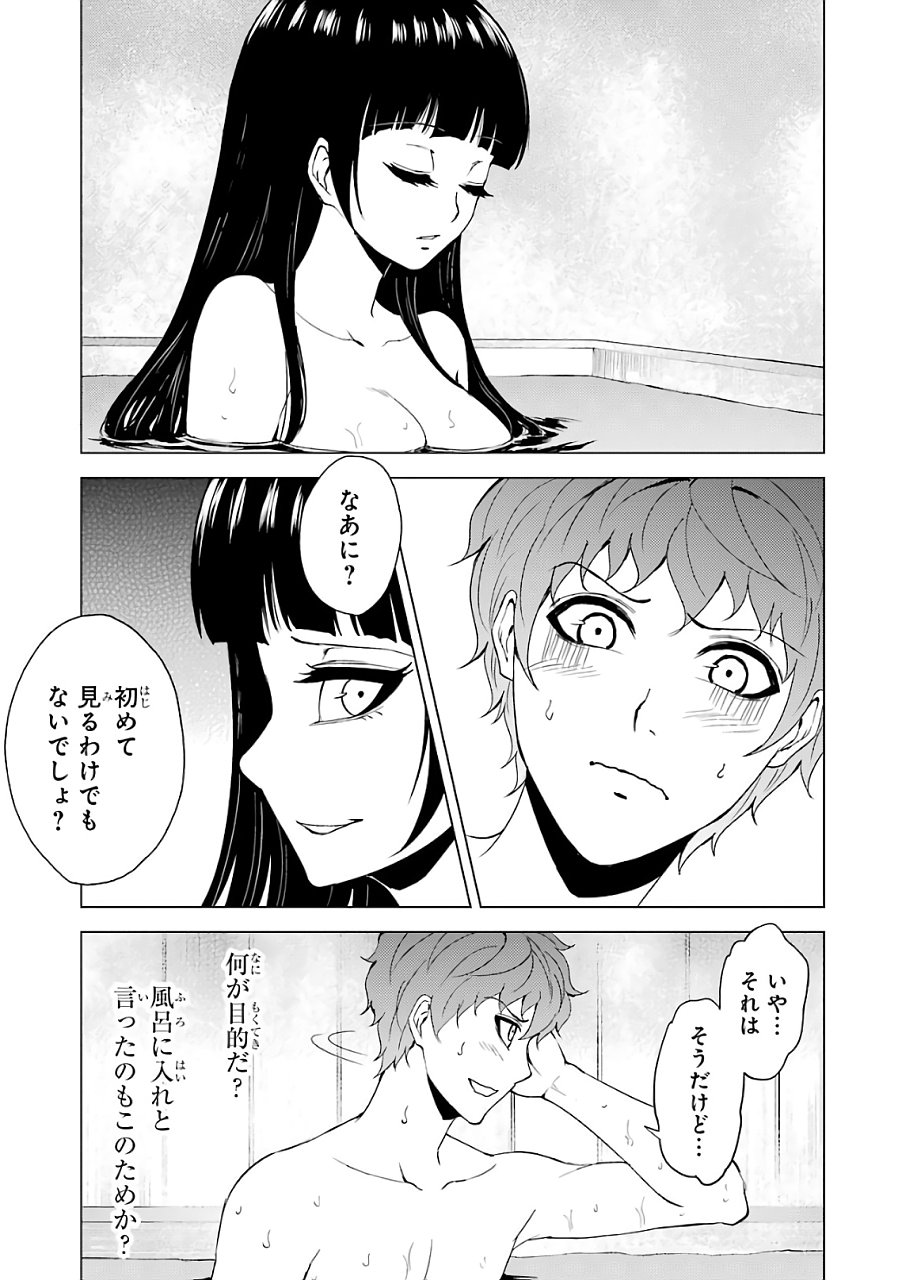 なあに？
初めて
見るわけでも
ないでしょ？
いや…
それは
そうだけど…
何が目的だ？
風呂に入れと
言ったのもこのためか？